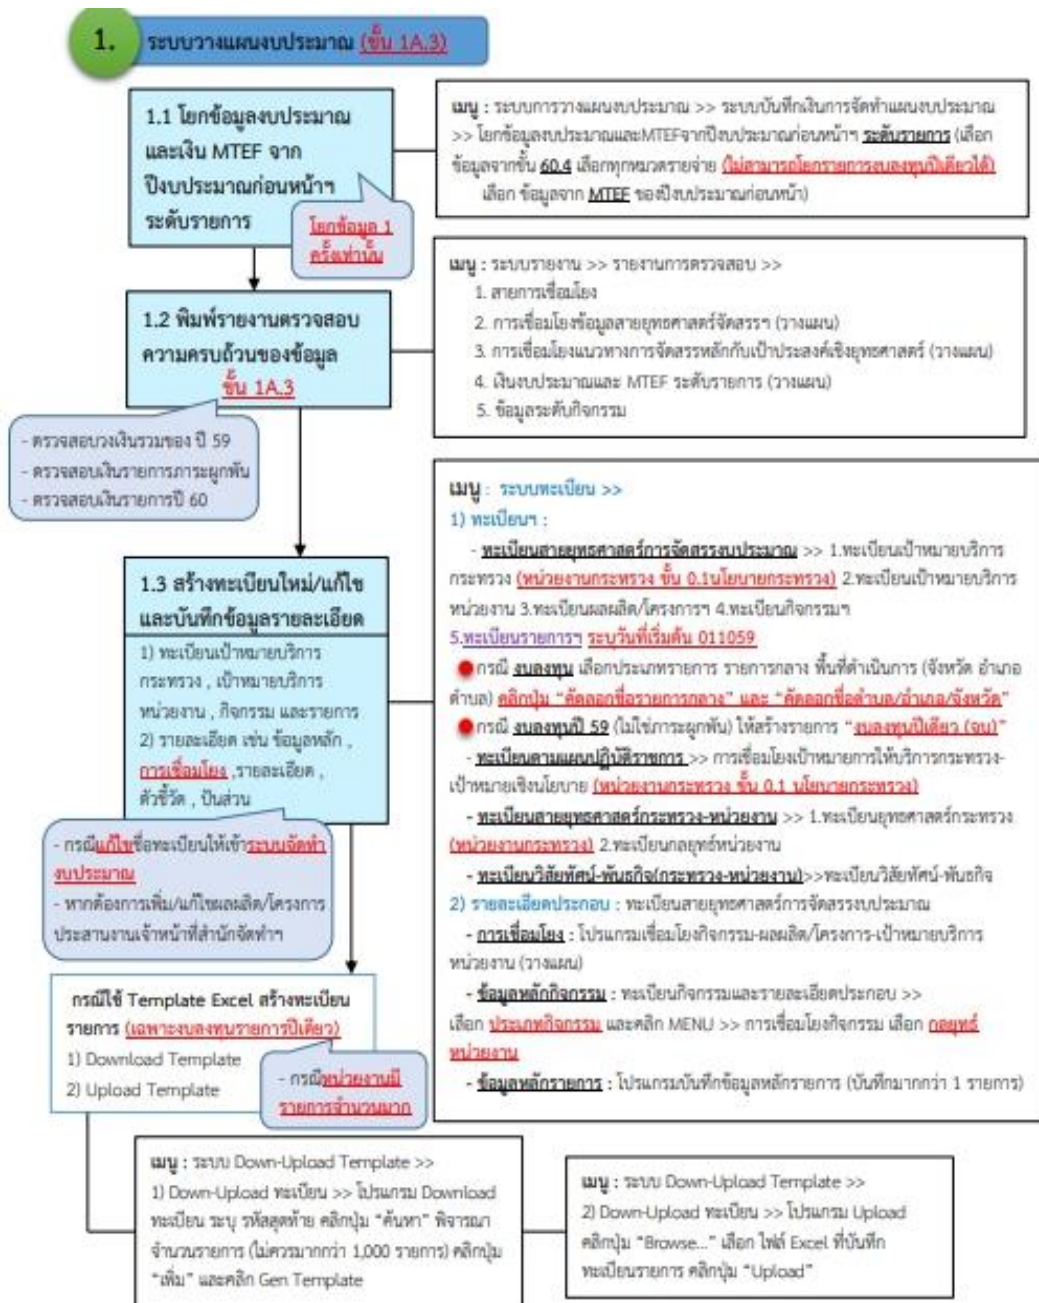 1.
ระบบวางแผนงบประมาณ (ขั้น 1A.3)
1.1 โยกข้อมูลงบประมาณ
และเงิน MTEF จาก
ปีงบประมาณก่อนหน้าฯ
ระดับรายการ
โยกข้อมูล 1
ครั้งเท่านั้น
เมนู : ระบบการวางแผนงบประมาณ >> ระบบบันทึกเงินการจัดทำแผนงบประมาณ
>> โยกข้อมูลงบประมาณและMTEFจากปีงบประมาณก่อนหน้าฯ ระดับรายการ (เลือก
ข้อมูลจากขั้น 60.4 เลือกทุกหมวดรายจ่าย (ไม่สามารถโยกรายการงบลงทุนปีเดียวได้)
เลือก ข้อมูลจาก MTEF ของปีงบประมาณก่อนหน้า)
1.2 พิมพ์รายงานตรวจสอบ
ความครบถ้วนของข้อมูล
ขั้น 1A.3
- ตรวจสอบวงเงินรวมของ ปี 59
- ตรวจสอบเงินรายการภาระผูกพัน
- ตรวจสอบเงินรายการปี 60
เมนู : ระบบรายงาน >> รายงานการตรวจสอบ >>
1. สายการเชื่อมโยง
2. การเชื่อมโยงข้อมูลสายยุทธศาสตร์จัดสรรฯ (วางแผน)
3. การเชื่อมโยงแนวทางการจัดสรรหลักกับเป้าประสงค์เชิงยุทธศาสตร์ (วางแผน)
4. เงินงบประมาณและ MTEF ระดับรายการ (วางแผน)
5. ข้อมูลระดับกิจกรรม
1.3 สร้างทะเบียนใหม่/แก้ไข
และบันทึกข้อมูลรายละเอียด
1) ทะเบียนเป้าหมายบริการ
กระทรวง , เป้าหมายบริการ
หน่วยงาน , กิจกรรม และรายการ
2) รายละเอียด เช่น ข้อมูลหลัก ,
การเชื่อมโยง ,รายละเอียด ,
ตัวชี้วัด , ปันส่วน
- กรณีแก้ไขชื่อทะเบียนให้เข้าระบบจัดทำ
งบประมาณ
- หากต้องการเพิ่ม/แก้ไขผลผลิต/โครงการ
ประสานงานเจ้าหน้าที่สำนักจัดทำฯ
เมนู : ระบบทะเบียน >>
1) ทะเบียนฯ :
- ทะเบียนสายยุทธศาสตร์การจัดสรรงบประมาณ >> 1.ทะเบียนเป้าหมายบริการ
กระทรวง (หน่วยงานกระทรวง ขั้น 0.1นโยบายกระทรวง) 2.ทะเบียนเป้าหมายบริการ
หน่วยงาน 3.ทะเบียนผลผลิต/โครงการฯ 4.ทะเบียนกิจกรรมฯ
5.ทะเบียนรายการฯ ระบุวันที่เริ่มต้น 011059
กรณี งบลงทุน เลือกประเภทรายการ รายการกลาง พื้นที่ดำเนินการ (จังหวัด อำเภอ
ตำบล) คลิกปุ่ม “คัดลอกชื่อรายการกลาง” และ “คัดลอกชื่อตำบล/อำเภอ/จังหวัด”
กรณี งบลงทุนปี 59 (ไม่ใช่ภาระผูกพัน) ให้สร้างรายการ “งบลงทุนปีเดียว (จบ)”
- ทะเบียนตามแผนปฏิบัติราชการ >> การเชื่อมโยงเป้าหมายการให้บริการกระทรวง-
เป้าหมายเชิงนโยบาย (หน่วยงานกระทรวง ขั้น 0.1 นโยบายกระทรวง)
- ทะเบียนสายยุทธศาสตร์กระทรวง-หน่วยงาน >> 1.ทะเบียนยุทธศาสตร์กระทรวง
(หน่วยงานกระทรวง) 2.ทะเบียนกลยุทธ์หน่วยงาน
- ทะเบียนวิสัยทัศน์-พันธกิจ(กระทรวง-หน่วยงาน)>>ทะเบียนวิสัยทัศน์-พันธกิจ
2) รายละเอียดประกอบ : ทะเบียนสายยุทธศาสตร์การจัดสรรงบประมาณ
- การเชื่อมโยง : โปรแกรมเชื่อมโยงกิจกรรม-ผลผลิต/โครงการ-เป้าหมายบริการ
หน่วยงาน (วางแผน)
- ข้อมูลหลักกิจกรรม : ทะเบียนกิจกรรมและรายละเอียดประกอบ >>
เลือก ประเภทกิจกรรม และคลิก MENU >> การเชื่อมโยงกิจกรรม เลือก กลยุทธ์
หน่วยงาน
- ข้อมูลหลักรายการ : โปรแกรมบันทึกข้อมูลหลักรายการ (บันทึกมากกว่า 1 รายการ)
กรณีใช้ Template Excel สร้างทะเบียน
รายการ (เฉพาะงบลงทุนรายการปีเดียว)
1) Download Template
2) Upload Template
- กรณีหน่วยงานมี
รายการจำนวนมาก
เมนู : ระบบ Down-Upload Template >>
1) Down-Upload ทะเบียน >> โปรแกรม Download
ทะเบียน ระบุ รหัสสุดท้าย คลิกปุ่ม “ค้นหา” พิจารณา
จำนวนรายการ (ไม่ควรมากกว่า 1,000 รายการ) คลิกปุ่ม
“เพิ่ม” และคลิก Gen Template
เมนู : ระบบ Down-Upload Template >>
2) Down-Upload ทะเบียน >> โปรแกรม Upload
คลิกปุ่ม “Browse...” เลือก ไฟล์ Excel ที่บันทึก
ทะเบียนรายการ คลิกปุ่ม “Upload”